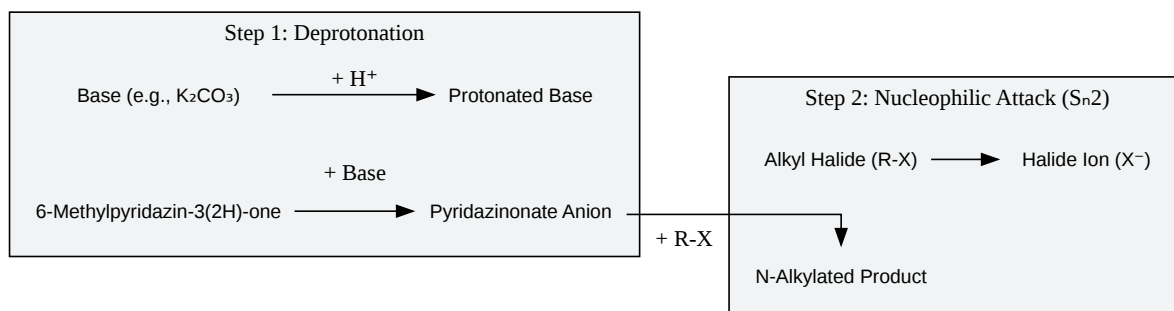 Step 1: Deprotonation
+ H⁺
Base (e.g., K₂CO₃)
Protonated Base
+ Base
6-Methylpyridazin-3(2H)-one
Pyridazinonate Anion
+ R-X
Step 2: Nucleophilic Attack (Sₙ2)
Alkyl Halide (R-X)
Halide Ion (X⁻)
N-Alkylated Product